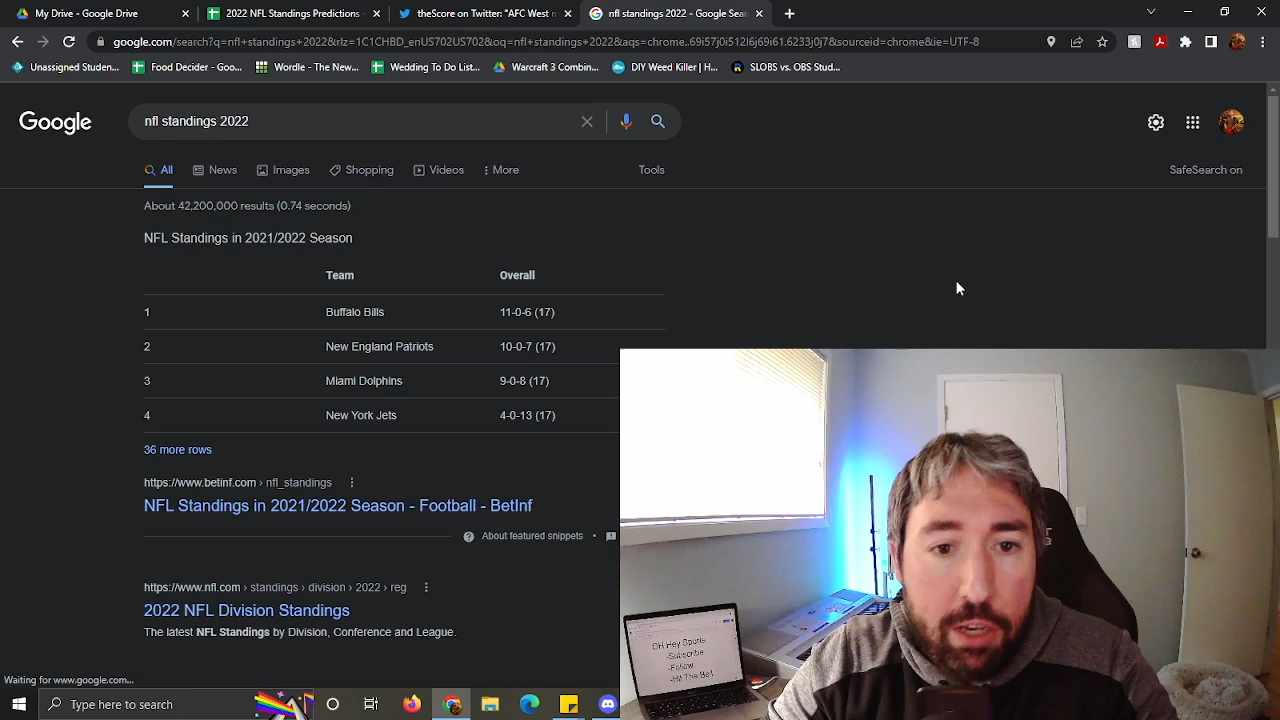 My Drive - Google Drive
2022 NFL Standings Predictions -
theScore on Twitter: "AFC West m
nfl standings 2022 - Google Sear
google.com/search?q=nfl+standings+2022&rlz=1C1CHBD_enUS702US702&oq=nfl+standings+2022&aqs=chrome..69i57j0i512l6j69i61.6233j0j7&sourceid=chrome&ie=UTF-8
Unassigned Studen...
Food Decider - Goo...
Wordle - The New...
Wedding To Do List...
Warcraft 3 Combin...
DIY Weed Killer | H...
SLOBS vs. OBS Stud...
Google
nfl standings 2022
All
News
Images
Shopping
Videos
More
Tools
SafeSearch on
About 42,200,000 results (0.74 seconds)
NFL Standings in 2021/2022 Season
Team Overall
1 Buffalo Bills 11-0-6 (17)
2 New England Patriots 10-0-7 (17)
3 Miami Dolphins 9-0-8 (17)
4 New York Jets 4-0-13 (17)
36 more rows
https://www.betinf.com › nfl_standings
NFL Standings in 2021/2022 Season - Football - BetInf
About featured snippets •
https://www.nfl.com › standings › division › 2022 › reg
2022 NFL Division Standings
The latest NFL Standings by Division, Conference and League.
OH Hey Sports
-Subscribe
-Follow
-Hit The Bell
Waiting for www.google.com...
Type here to search